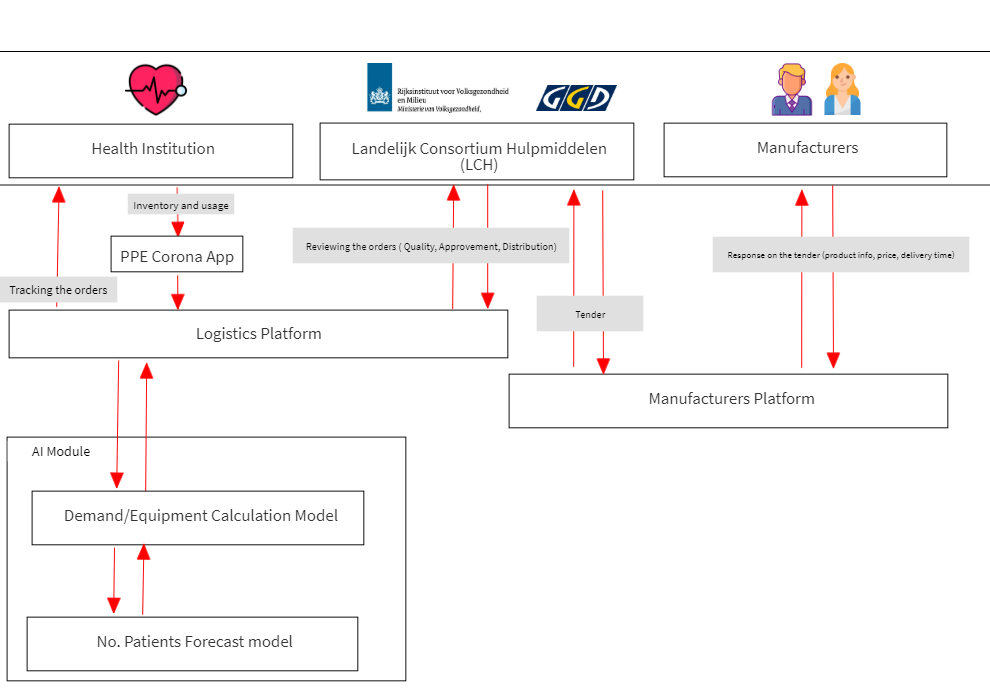 Rijksinstituut voor Volksgezondheid
en Milieu
Ministerie van Volksgezondheid,
GGD
Health Institution
Landelijk Consortium Hulpmiddelen
(LCH)
Manufacturers
Inventory and usage
PPE Corona App
Reviewing the orders ( Quality, Approvement, Distribution)
Response on the tender (product info, price, delivery time)
Tracking the orders
Tender
Logistics Platform
Manufacturers Platform
AI Module
Demand/Equipment Calculation Model
No. Patients Forecast model